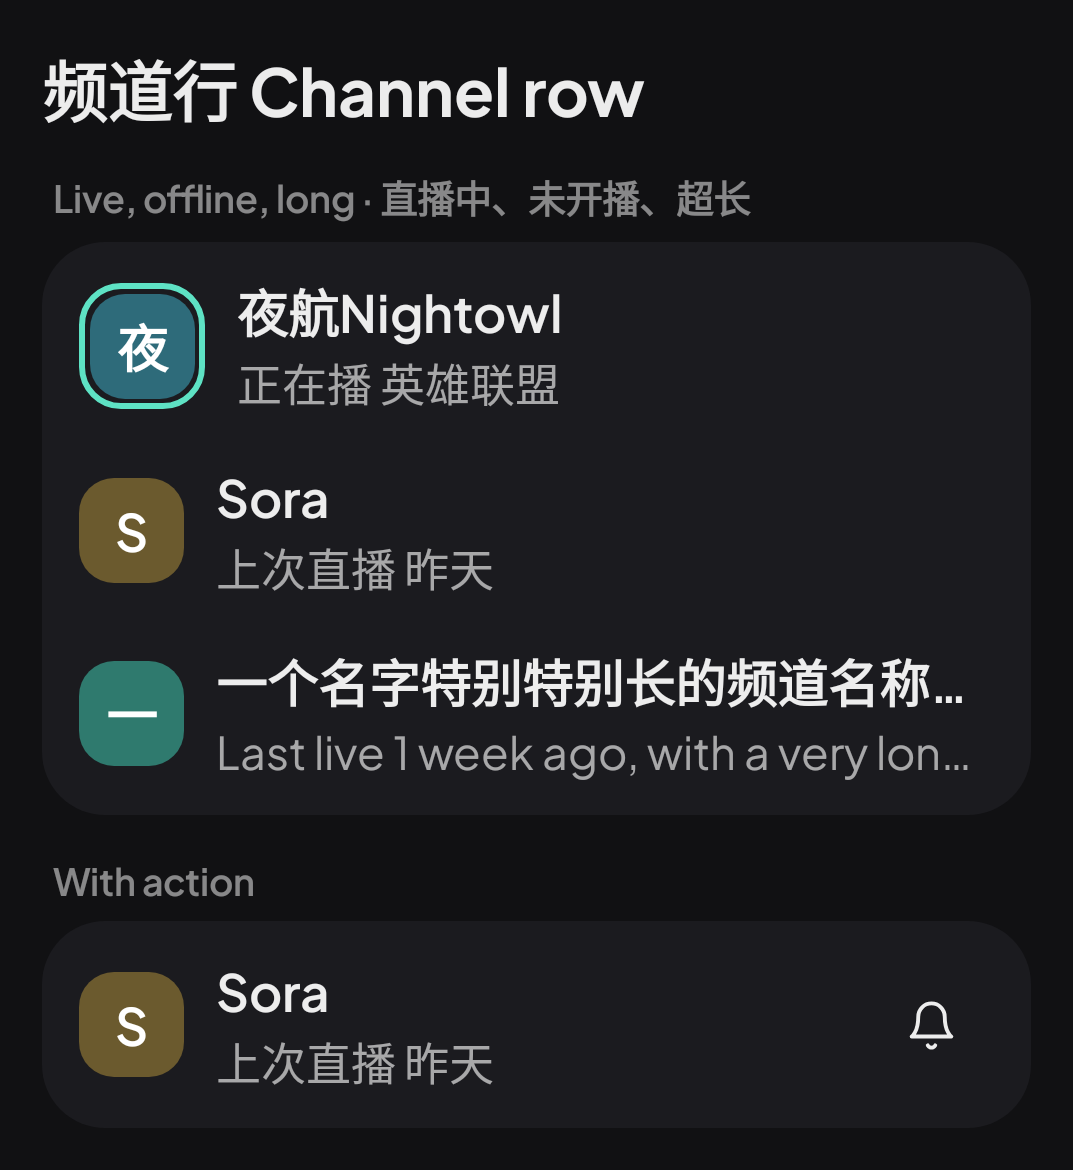 频道行 Channel row
Live, offline, long · 直播中、未开播、超长
夜
夜航Nightowl
正在播 英雄联盟
S
Sora
上次直播 昨天
一
一个名字特别特别长的频道名称…
Last live 1 week ago, with a very lon…
With action
S
Sora
上次直播 昨天